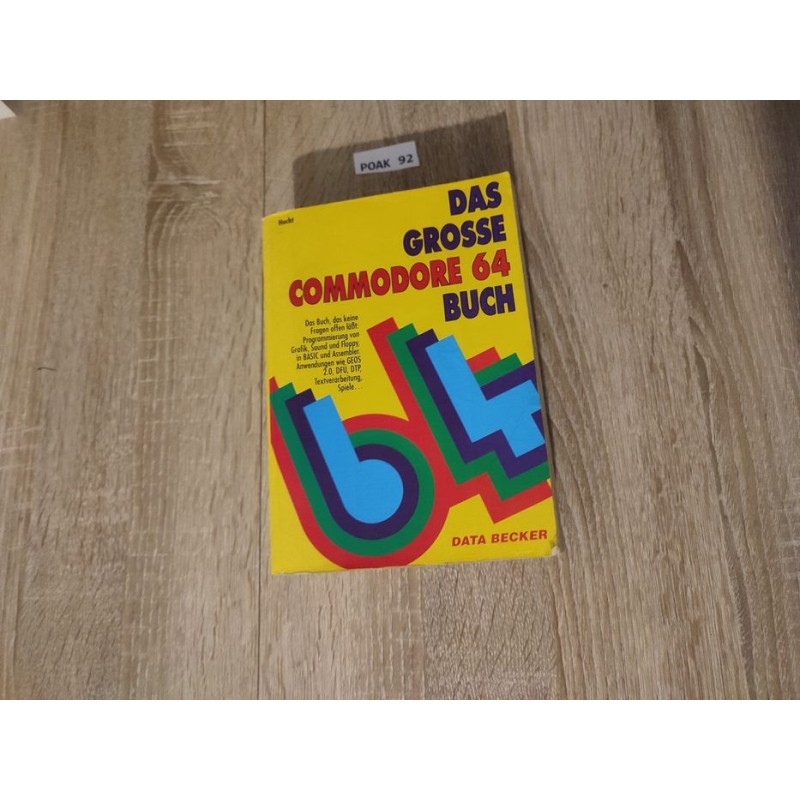 POAK 92
Hecht
DAS
GROSSE
COMMODORE 64
BUCH
Das Buch, das keine
Fragen offen läßt:
Programmierung von
Grafik, Sound und Floppy,
in BASIC und Assembler.
Anwendungen wie GEOS
2.0, DFÜ, DTP,
Textverarbeitung,
Spiele...
64
DATA BECKER